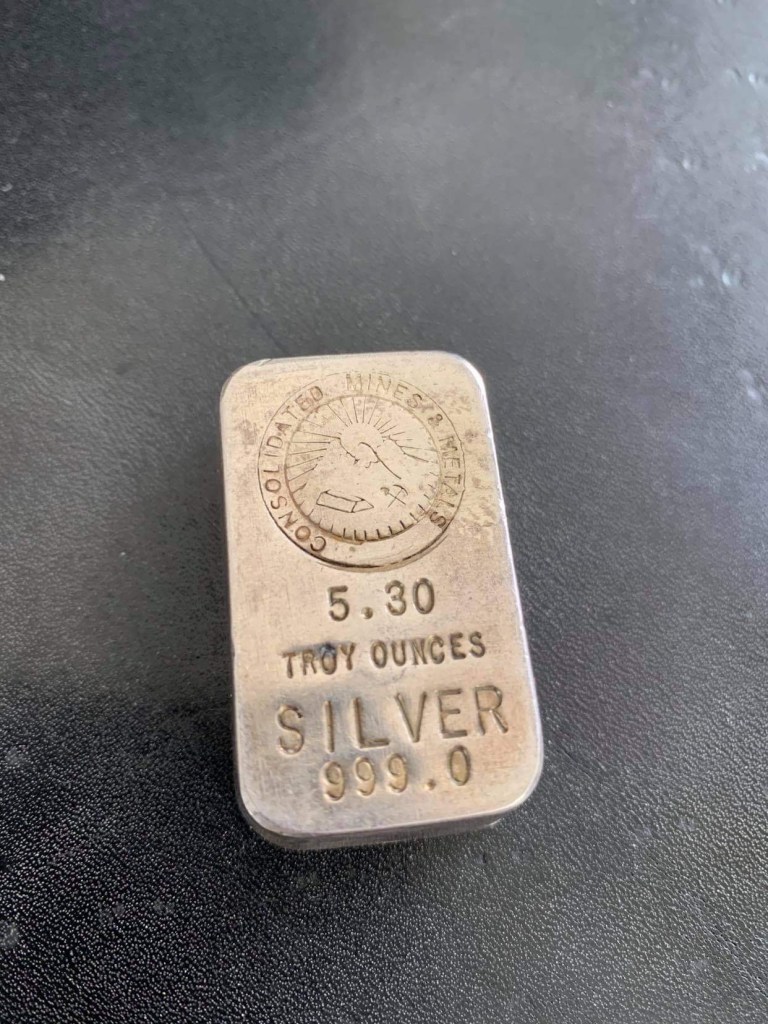 CONSOLIDATED MINES & METALS
5.30
TROY OUNCES
SILVER
999.0